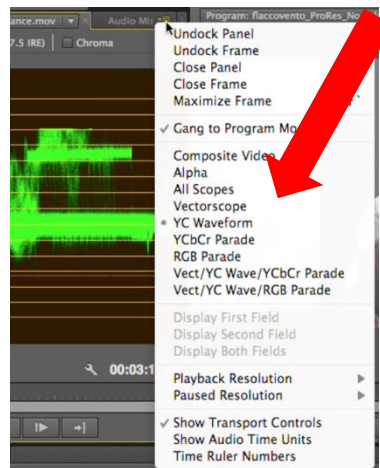 ance.mov
Audio Mi
Program: flaccovento_ProRes_No
7.5 IRE)
Chroma
Undock Panel
Undock Frame
Close Panel
Close Frame
Maximize Frame
✓ Gang to Program Mo
Composite Video
Alpha
All Scopes
Vectorscope
• YC Waveform
YCbCr Parade
RGB Parade
Vect/YC Wave/YCbCr Parade
Vect/YC Wave/RGB Parade
Display First Field
Display Second Field
Display Both Fields
Playback Resolution
Paused Resolution
✓ Show Transport Controls
Show Audio Time Units
Time Ruler Numbers
00:03:1